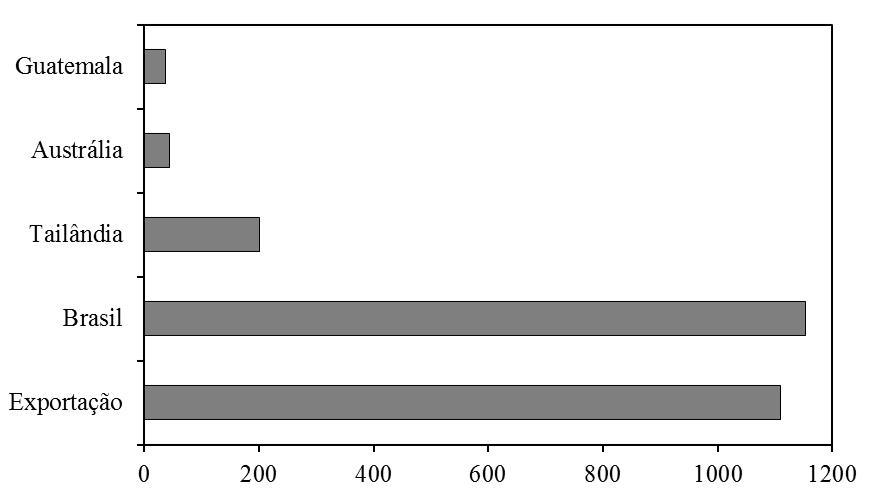 Guatemala
Austrália
Tailândia
Brasil
Exportação
0 200 400 600 800 1000 1200